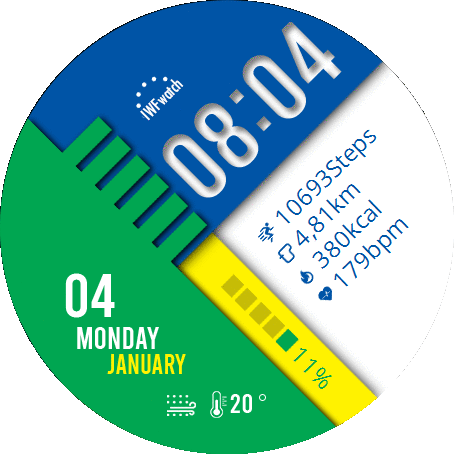 iWFwatch
08:04
10693Steps
4,81km
380kcal
179bpm
11%
04
MONDAY
JANUARY
20 °